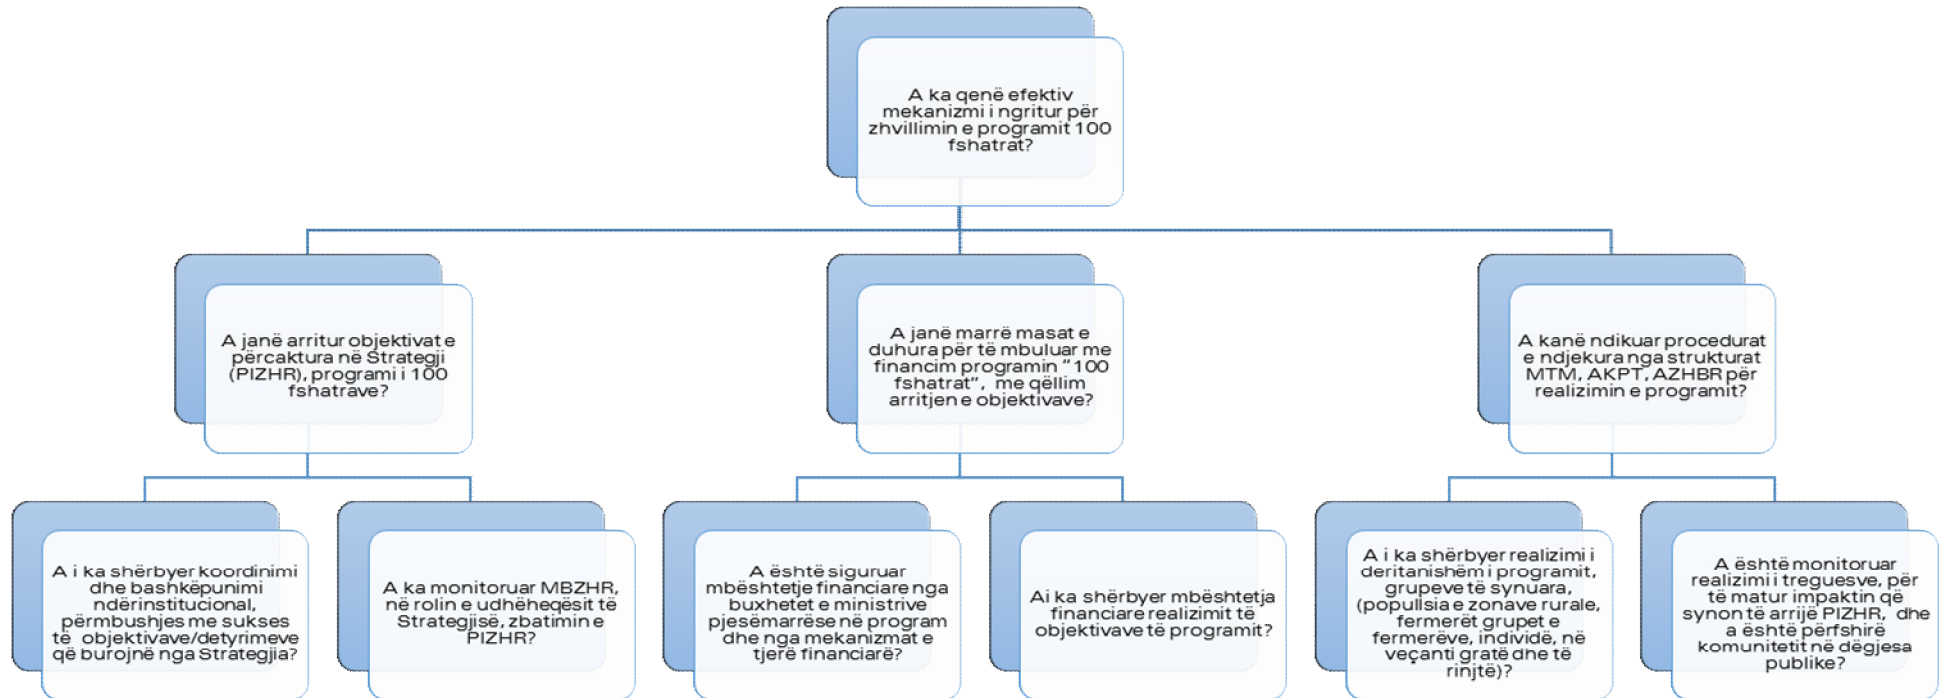 A ka qenë efektiv
mekanizmi i ngritur për
zhvillimin e programit 100
fshatrat?
A janë arritur objektivat e
përcaktura në Strategji
(PIZHR), programi i 100
fshatrave?
A janë marrë masat e
duhura për të mbuluar me
financim programin “100
fshatrat”, me qëllim
arritjen e objektivave?
A kanë ndikuar procedurat
e ndjekura nga strukturat
MTM, AKPT, AZHBR për
realizimin e programit?
A i ka shërbyer koordinimi
dhe bashkëpunimi
ndërinstitucional,
përmbushjes me sukses
të objektivave/detyrimeve
që burojnë nga Strategjia?
A ka monitoruar MBZHR,
në rolin e udhëheqësit të
Strategjisë, zbatimin e
PIZHR?
A është siguruar
mbështetje financiare nga
buxhetet e ministrive
pjesëmarrëse në program
dhe nga mekanizmat e
tjerë financiarë?
Ai ka shërbyer mbështetja
financiare realizimit të
objektivave të programit?
A i ka shërbyer realizimi i
deritanishëm i programit,
grupeve të synuara,
(popullsia e zonave rurale,
fermerët grupet e
fermerëve, individë, në
veçanti gratë dhe të
rinjtë)?
A është monitoruar
realizimi i treguesve, për
të matur impaktin që
synon të arrijë PIZHR, dhe
a është përfshirë
komunitetit në dëgjesa
publike?